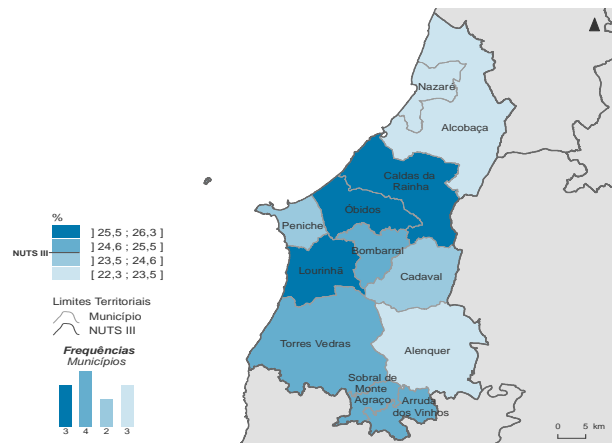 Nazaré
Alcobaça
Caldas da
Rainha
Óbidos
Peniche
Bombarral
Lourinhã
Cadaval
Torres Vedras
Alenquer
Sobral de
Monte
Agraço
Arruda
dos Vinhos
%
] 25,5 ; 26,3 ]
] 24,6 ; 25,5 ]
NUTS III
] 23,5 ; 24,6 ]
[ 22,3 ; 23,5 ]
Limites Territoriais
Município
NUTS III
Frequências
Municípios
3 4 2 3
0 5 km